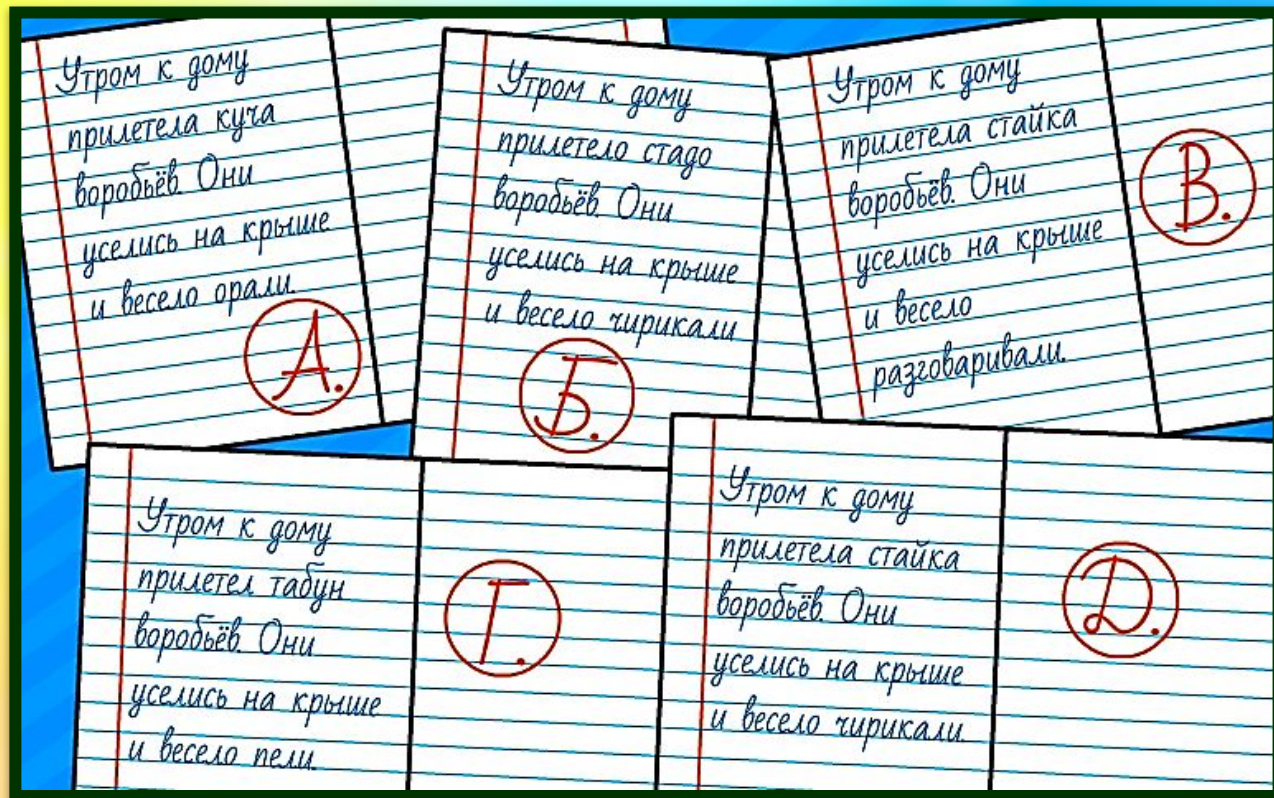 Утром к дому
прилетела куча
воробьёв. Они
уселись на крыше
и весело орали.
А.
Утром к дому
прилетело стадо
воробьёв. Они
уселись на крыше
и весело чирикали
Б.
Утром к дому
прилетела стайка
воробьёв. Они
уселись на крыше
и весело
разговаривали.
В.
Утром к дому
прилетел табун
воробьёв. Они
уселись на крыше
и весело пели.
Г.
Утром к дому
прилетела стайка
воробьёв. Они
уселись на крыше
и весело чирикали.
Д.